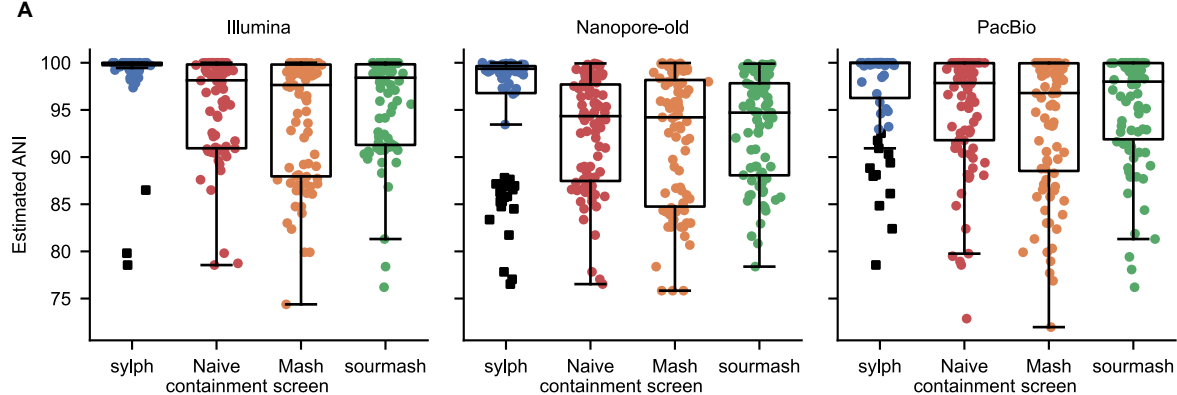 A
Illumina
Nanopore-old
PacBio
Estimated ANI
100
95
90
85
80
75
sylph
Naive
containment screen
Mash
sourmash
sylph
Naive
containment screen
Mash
sourmash
sylph
Naive
containment screen
Mash
sourmash